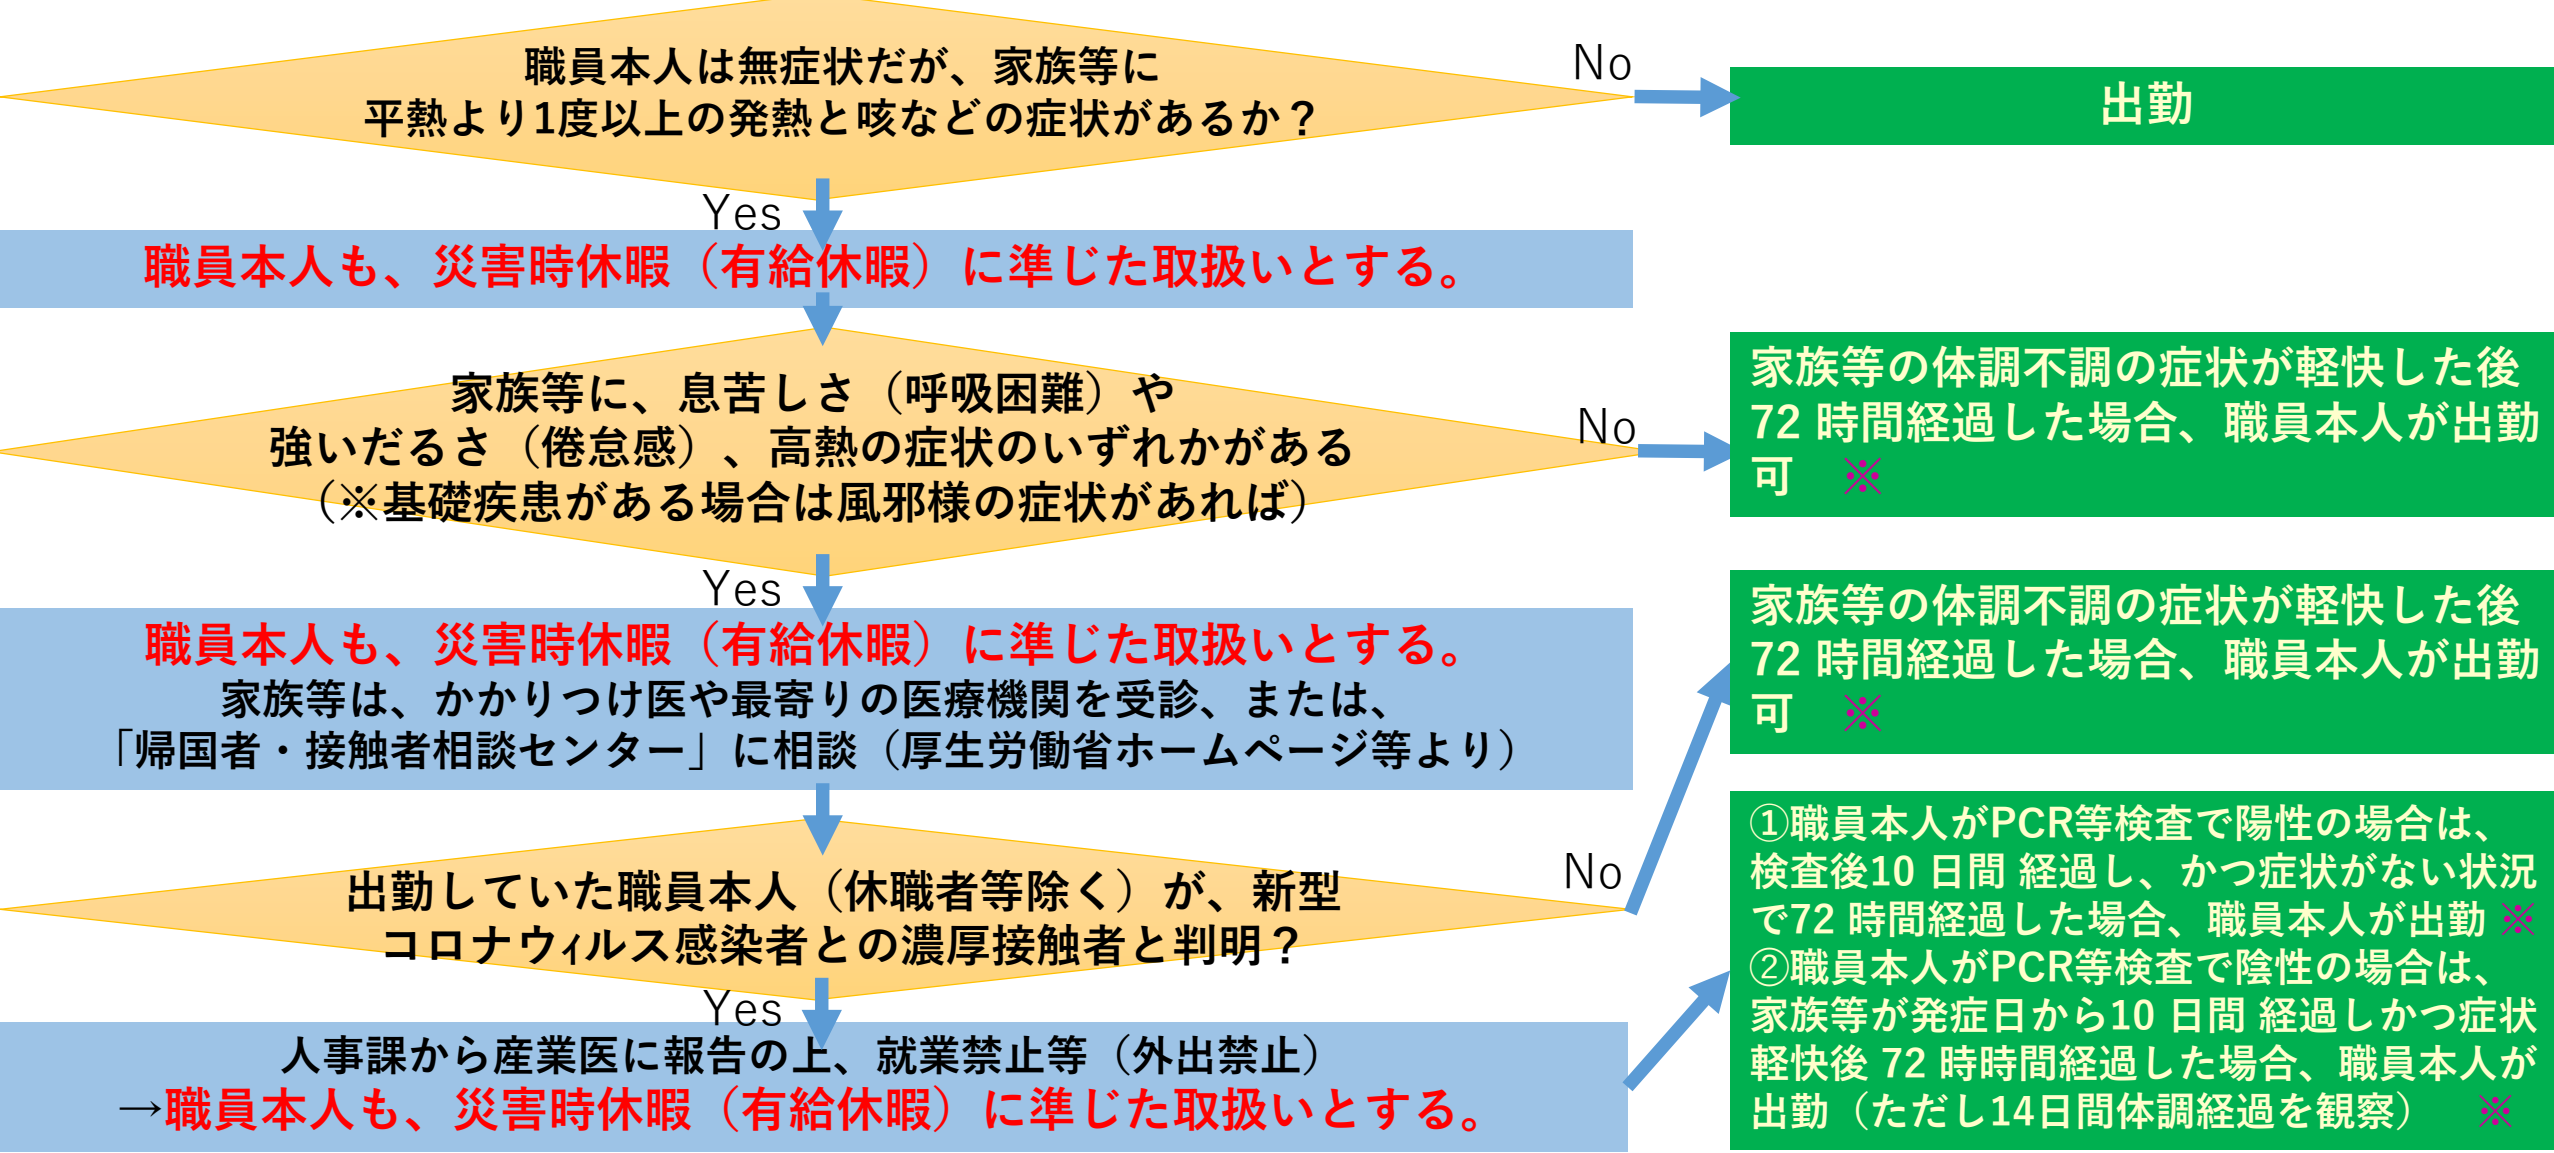 職員本人は無症状だが、家族等に
平熱より1度以上の発熱と咳などの症状があるか？
No
出勤
Yes
職員本人も、災害時休暇（有給休暇）に準じた取扱いとする。
家族等に、息苦しさ（呼吸困難）や
強いだるさ（倦怠感）、高熱の症状のいずれかがある
（※基礎疾患がある場合は風邪様の症状があれば）
No
家族等の体調不調の症状が軽快した後
72 時間経過した場合、職員本人が出勤
可　※
Yes
職員本人も、災害時休暇（有給休暇）に準じた取扱いとする。
家族等は、かかりつけ医や最寄りの医療機関を受診、または、
「帰国者・接触者相談センター」に相談（厚生労働省ホームページ等より）
家族等の体調不調の症状が軽快した後
72 時間経過した場合、職員本人が出勤
可　※
出勤していた職員本人（休職者等除く）が、新型
コロナウィルス感染者との濃厚接触者と判明？
No
Yes
人事課から産業医に報告の上、就業禁止等（外出禁止）
→職員本人も、災害時休暇（有給休暇）に準じた取扱いとする。
①職員本人がPCR等検査で陽性の場合は、
検査後10 日間 経過し、かつ症状がない状況
で72 時間経過した場合、職員本人が出勤 ※
②職員本人がPCR等検査で陰性の場合は、
家族等が発症日から10 日間 経過しかつ症状
軽快後 72 時時間経過した場合、職員本人が
出勤（ただし14日間体調経過を観察）　※